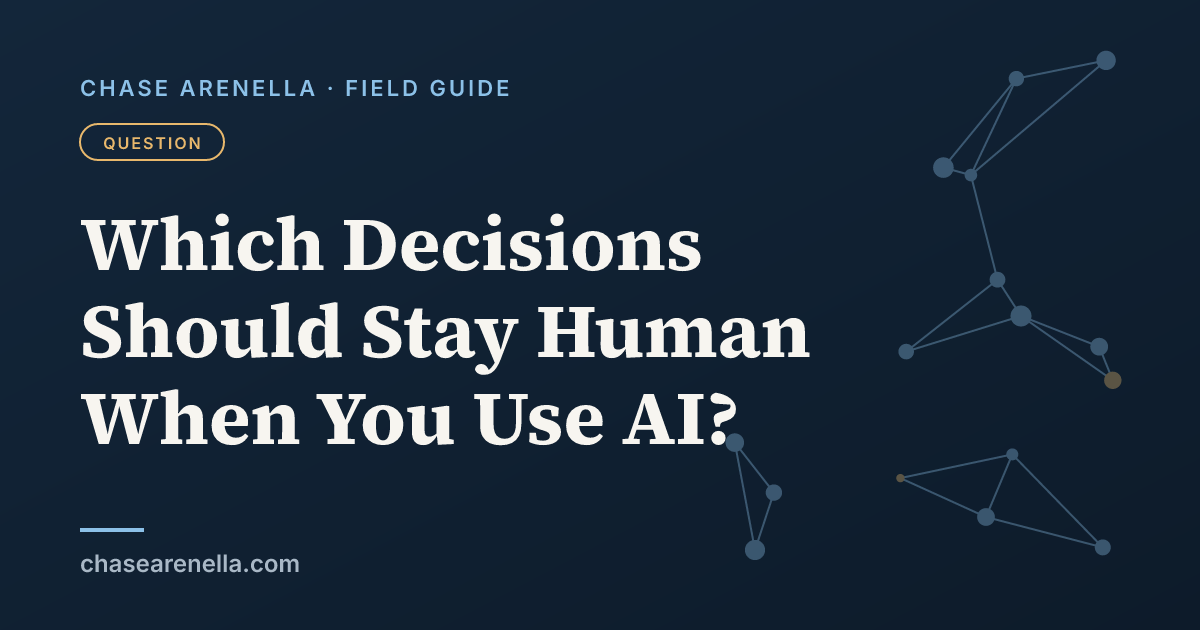 CHASE ARENELLA · FIELD GUIDE
QUESTION
Which Decisions
Should Stay Human
When You Use AI?
chasearenella.com